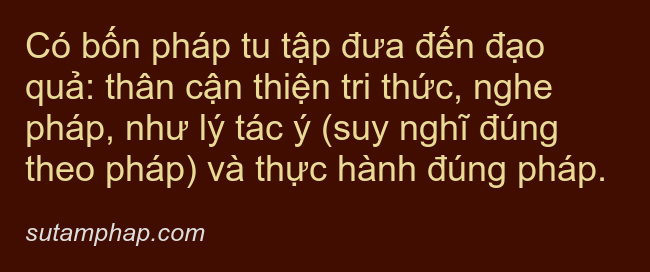 Có bốn pháp tu tập đưa đến đạo
quả: thân cận thiện tri thức, nghe
pháp, như lý tác ý (suy nghĩ đúng
theo pháp) và thực hành đúng pháp.
sutamphap.com